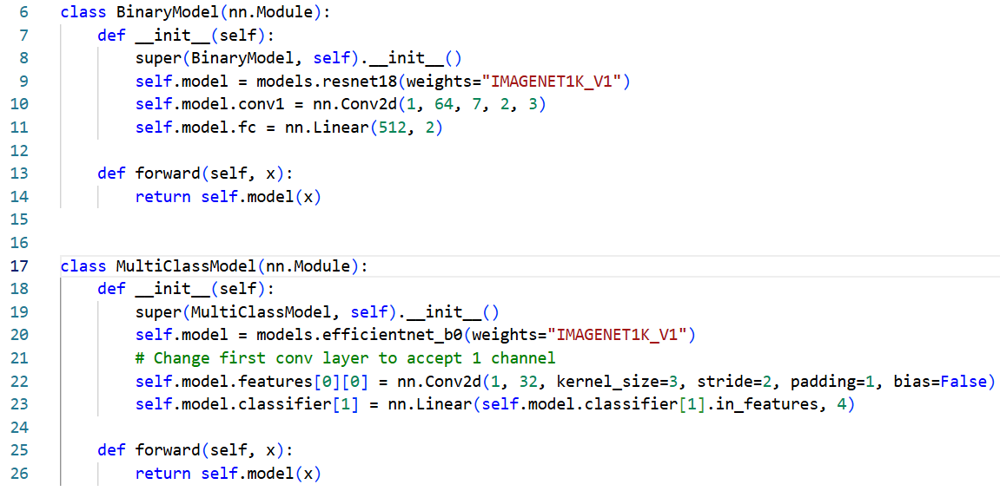 6 class BinaryModel(nn.Module):
7     def __init__(self):
8         super(BinaryModel, self).__init__()
9         self.model = models.resnet18(weights="IMAGENET1K_V1")
10         self.model.conv1 = nn.Conv2d(1, 64, 7, 2, 3)
11         self.model.fc = nn.Linear(512, 2)
12
13     def forward(self, x):
14         return self.model(x)
15
16
17 class MultiClassModel(nn.Module):
18     def __init__(self):
19         super(MultiClassModel, self).__init__()
20         self.model = models.efficientnet_b0(weights="IMAGENET1K_V1")
21         # Change first conv layer to accept 1 channel
22         self.model.features[0][0] = nn.Conv2d(1, 32, kernel_size=3, stride=2, padding=1, bias=False)
23         self.model.classifier[1] = nn.Linear(self.model.classifier[1].in_features, 4)
24
25     def forward(self, x):
26         return self.model(x)